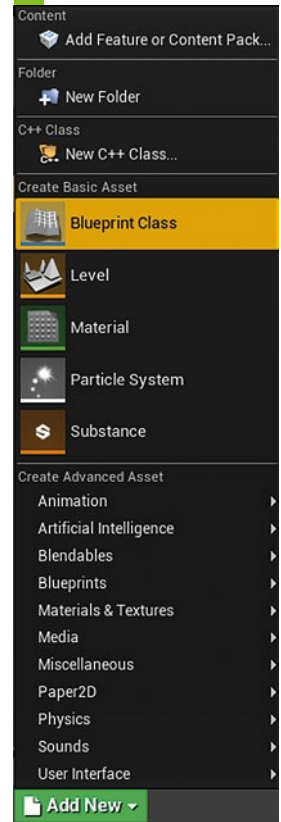 Content
Add Feature or Content Pack...
Folder
New Folder
C++ Class
New C++ Class...
Create Basic Asset
Blueprint Class
Level
Material
Particle System
Substance
Create Advanced Asset
Animation
Artificial Intelligence
Blendables
Blueprints
Materials & Textures
Media
Miscellaneous
Paper2D
Physics
Sounds
User Interface
Add New